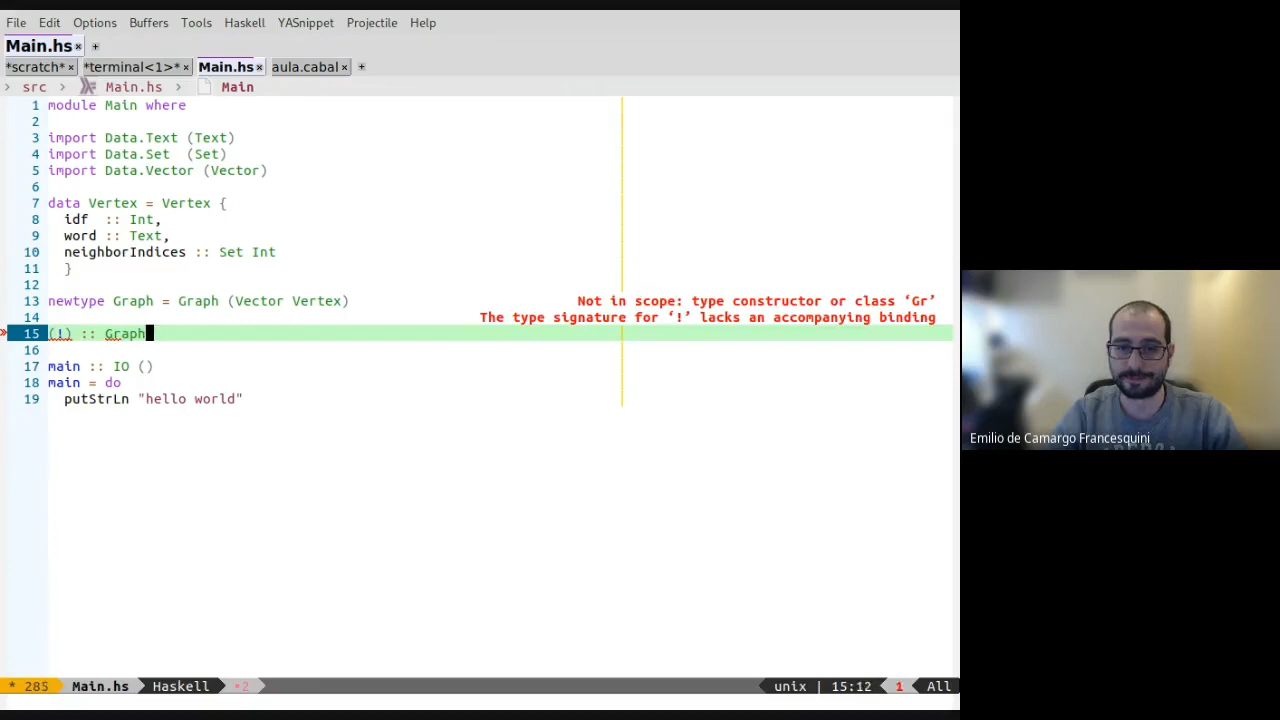 File Edit Options Buffers Tools Haskell YASnippet Projectile Help
Main.hs
*scratch* *terminal<1>* Main.hs aula.cabal
src Main.hs Main
1 module Main where
2
3 import Data.Text (Text)
4 import Data.Set  (Set)
5 import Data.Vector (Vector)
6
7 data Vertex = Vertex {
8   idf  :: Int,
9   word :: Text,
10   neighborIndices :: Set Int
11   }
12
13 newtype Graph = Graph (Vector Vertex) Not in scope: type constructor or class ‘Gr’
14 The type signature for ‘!’ lacks an accompanying binding
15 (!) :: Graph
16
17 main :: IO ()
18 main = do
19   putStrLn "hello world"
Emilio de Camargo Francesquini
* 285 Main.hs Haskell •2 unix | 15:12 1 All